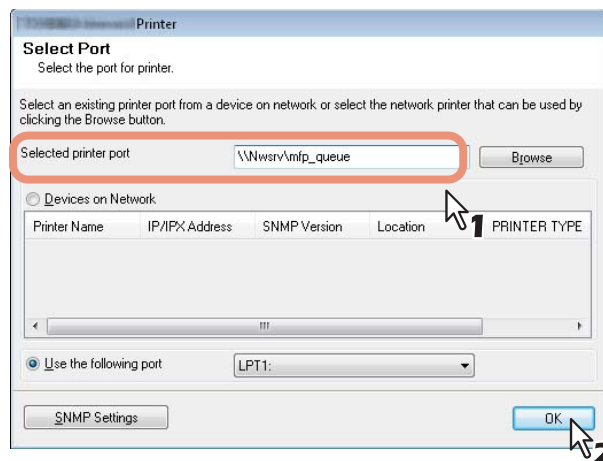 Printer
Select Port
Select the port for printer.
Select an existing printer port from a device on network or select the network printer that can be used by
clicking the Browse button.
Selected printer port \\Nwsrv\mfp_queue Browse
Devices on Network
Printer Name IP/IPX Address SNMP Version Location PRINTER TYPE
1
Use the following port LPT1:
SNMP Settings OK
2